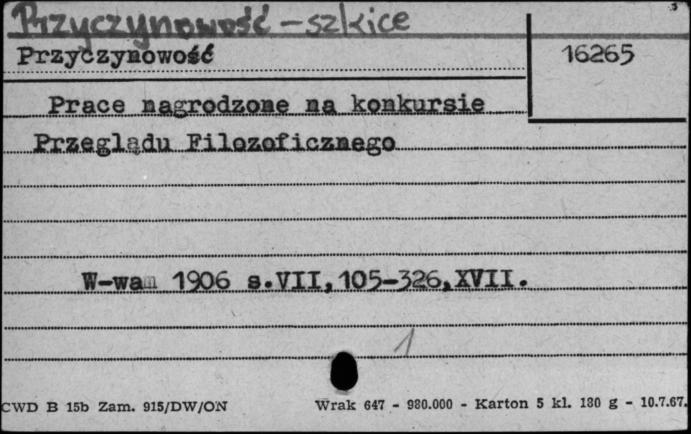 Przyczynowość - szkice
Przyczynowość
16265
Prace nagrodzone na konkursie
Przeglądu Filozoficznego
W-wam 1906 s.VII,105-326,XVII.
1
CWD B 15b Zam. 915/DW/ON
Wrak 647 - 980.000 - Karton 5 kl. 180 g - 10.7.67.